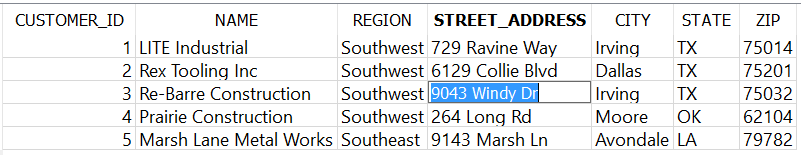 CUSTOMER_ID NAME REGION STREET_ADDRESS CITY STATE ZIP
1 LITE Industrial Southwest 729 Ravine Way Irving TX 75014
2 Rex Tooling Inc Southwest 6129 Collie Blvd Dallas TX 75201
3 Re-Barre Construction Southwest 9043 Windy Dr Irving TX 75032
4 Prairie Construction Southwest 264 Long Rd Moore OK 62104
5 Marsh Lane Metal Works Southeast 9143 Marsh Ln Avondale LA 79782